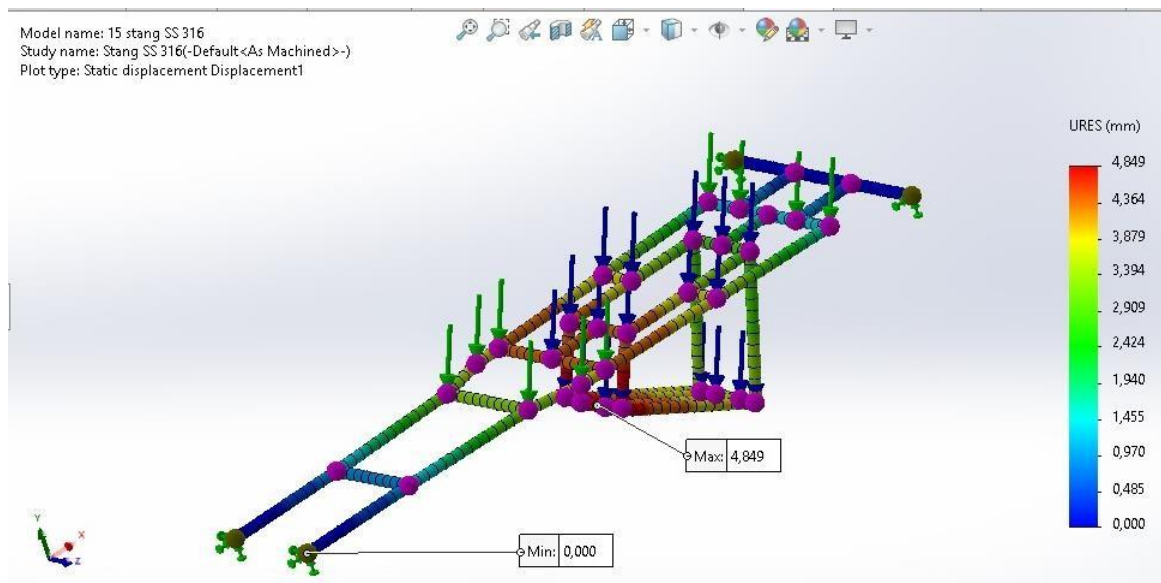 Model name: 15 stang SS 316
Study name: Stang SS 316(-Default<As Machined>-)
Plot type: Static displacement Displacement1
URES (mm)
4,849
4,364
3,879
3,394
2,909
2,424
1,940
1,455
0,970
0,485
0,000
Max: 4,849
Min: 0,000
Y
X
Z